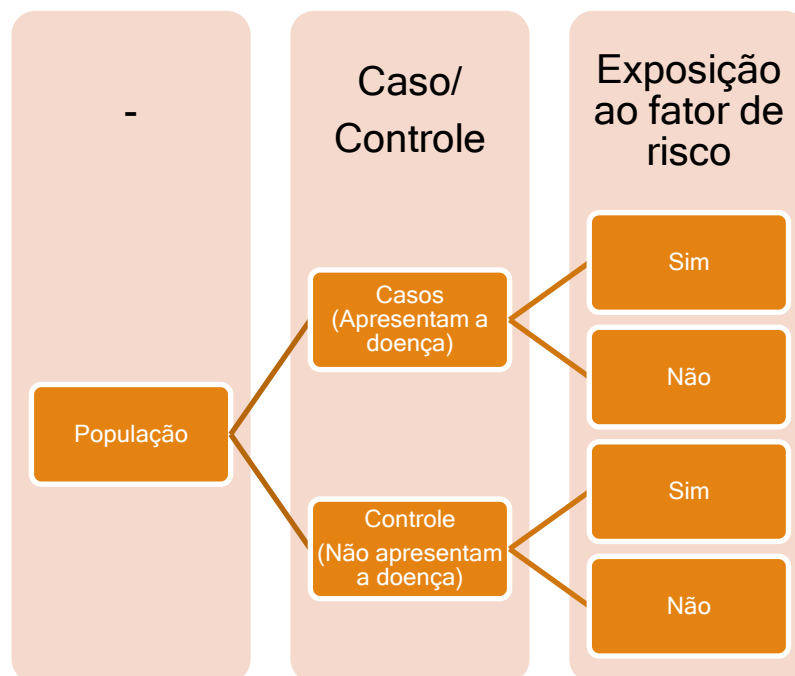 -
Caso/
Controle
Exposição
ao fator de
risco
População
Casos
(Apresentam a
doença)
Controle
(Não apresentam
a doença)
Sim
Não
Sim
Não